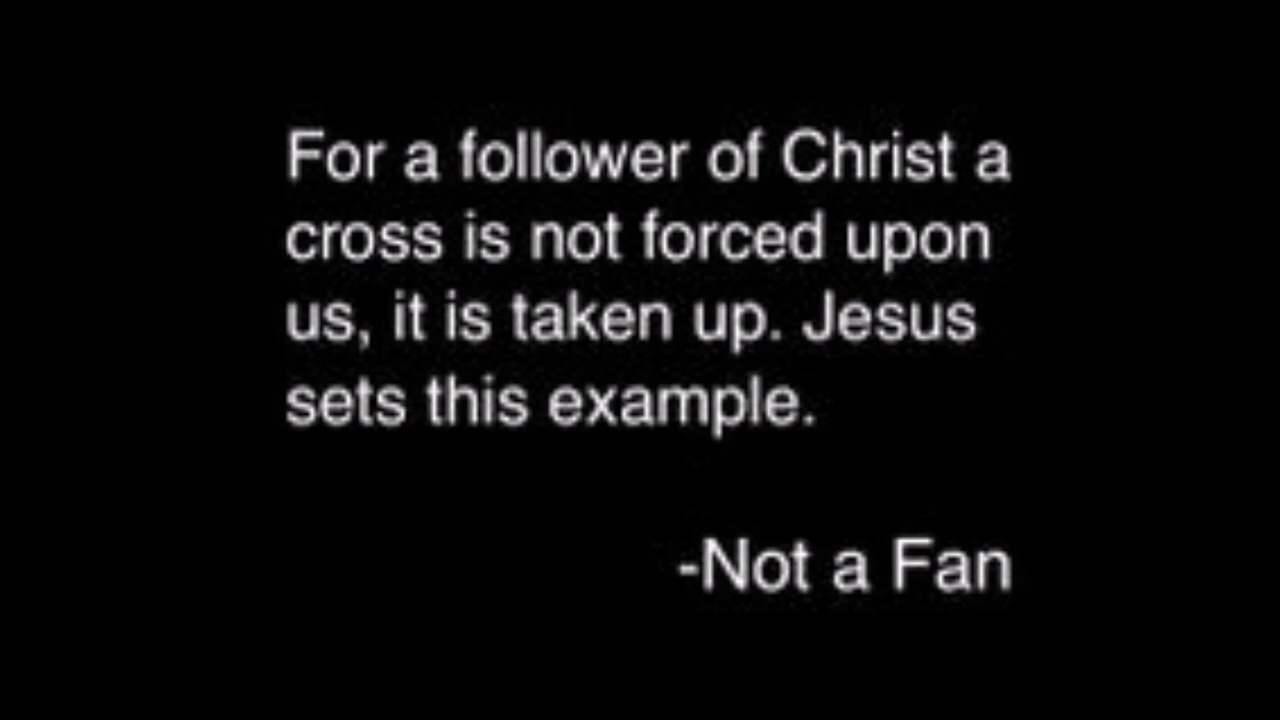 For a follower of Christ a
cross is not forced upon
us, it is taken up. Jesus
sets this example.
-Not a Fan